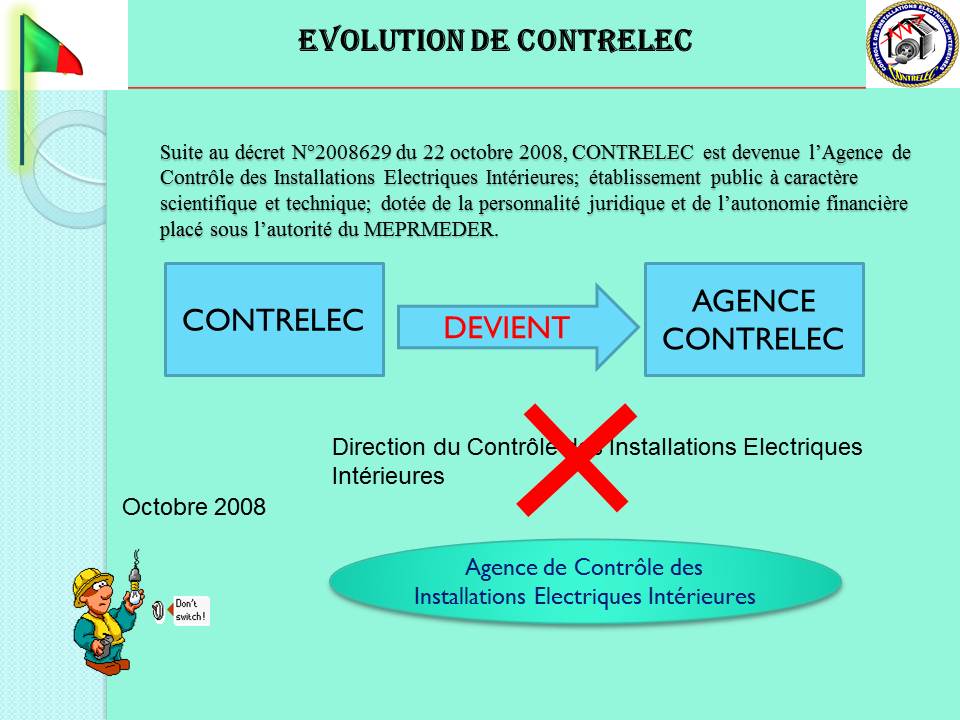 EVOLUTION DE CONTRELEC
CONTROLE DES INSTALLATIONS ELECTRIQUES INTERIEURES
CONTRELEC
Suite au décret N°2008629 du 22 octobre 2008, CONTRELEC est devenue l’Agence de
Contrôle des Installations Electriques Intérieures; établissement public à caractère
scientifique et technique; dotée de la personnalité juridique et de l’autonomie financière
placé sous l’autorité du MEPRMEDER.
CONTRELEC
DEVIENT
AGENCE
CONTRELEC
Direction du Contrôle des Installations Electriques
Intérieures
Octobre 2008
Don't
switch!
Agence de Contrôle des
Installations Electriques Intérieures